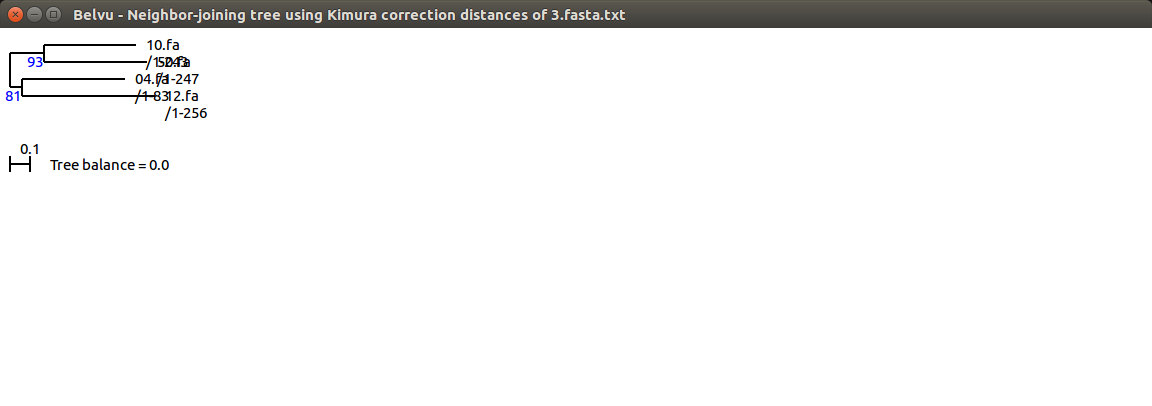 Belvu - Neighbor-joining tree using Kimura correction distances of 3.fasta.txt
10.fa
93
/1-243
50.fa
04.fa
/1-247
81
/1-83
12.fa
/1-256
0.1
Tree balance = 0.0